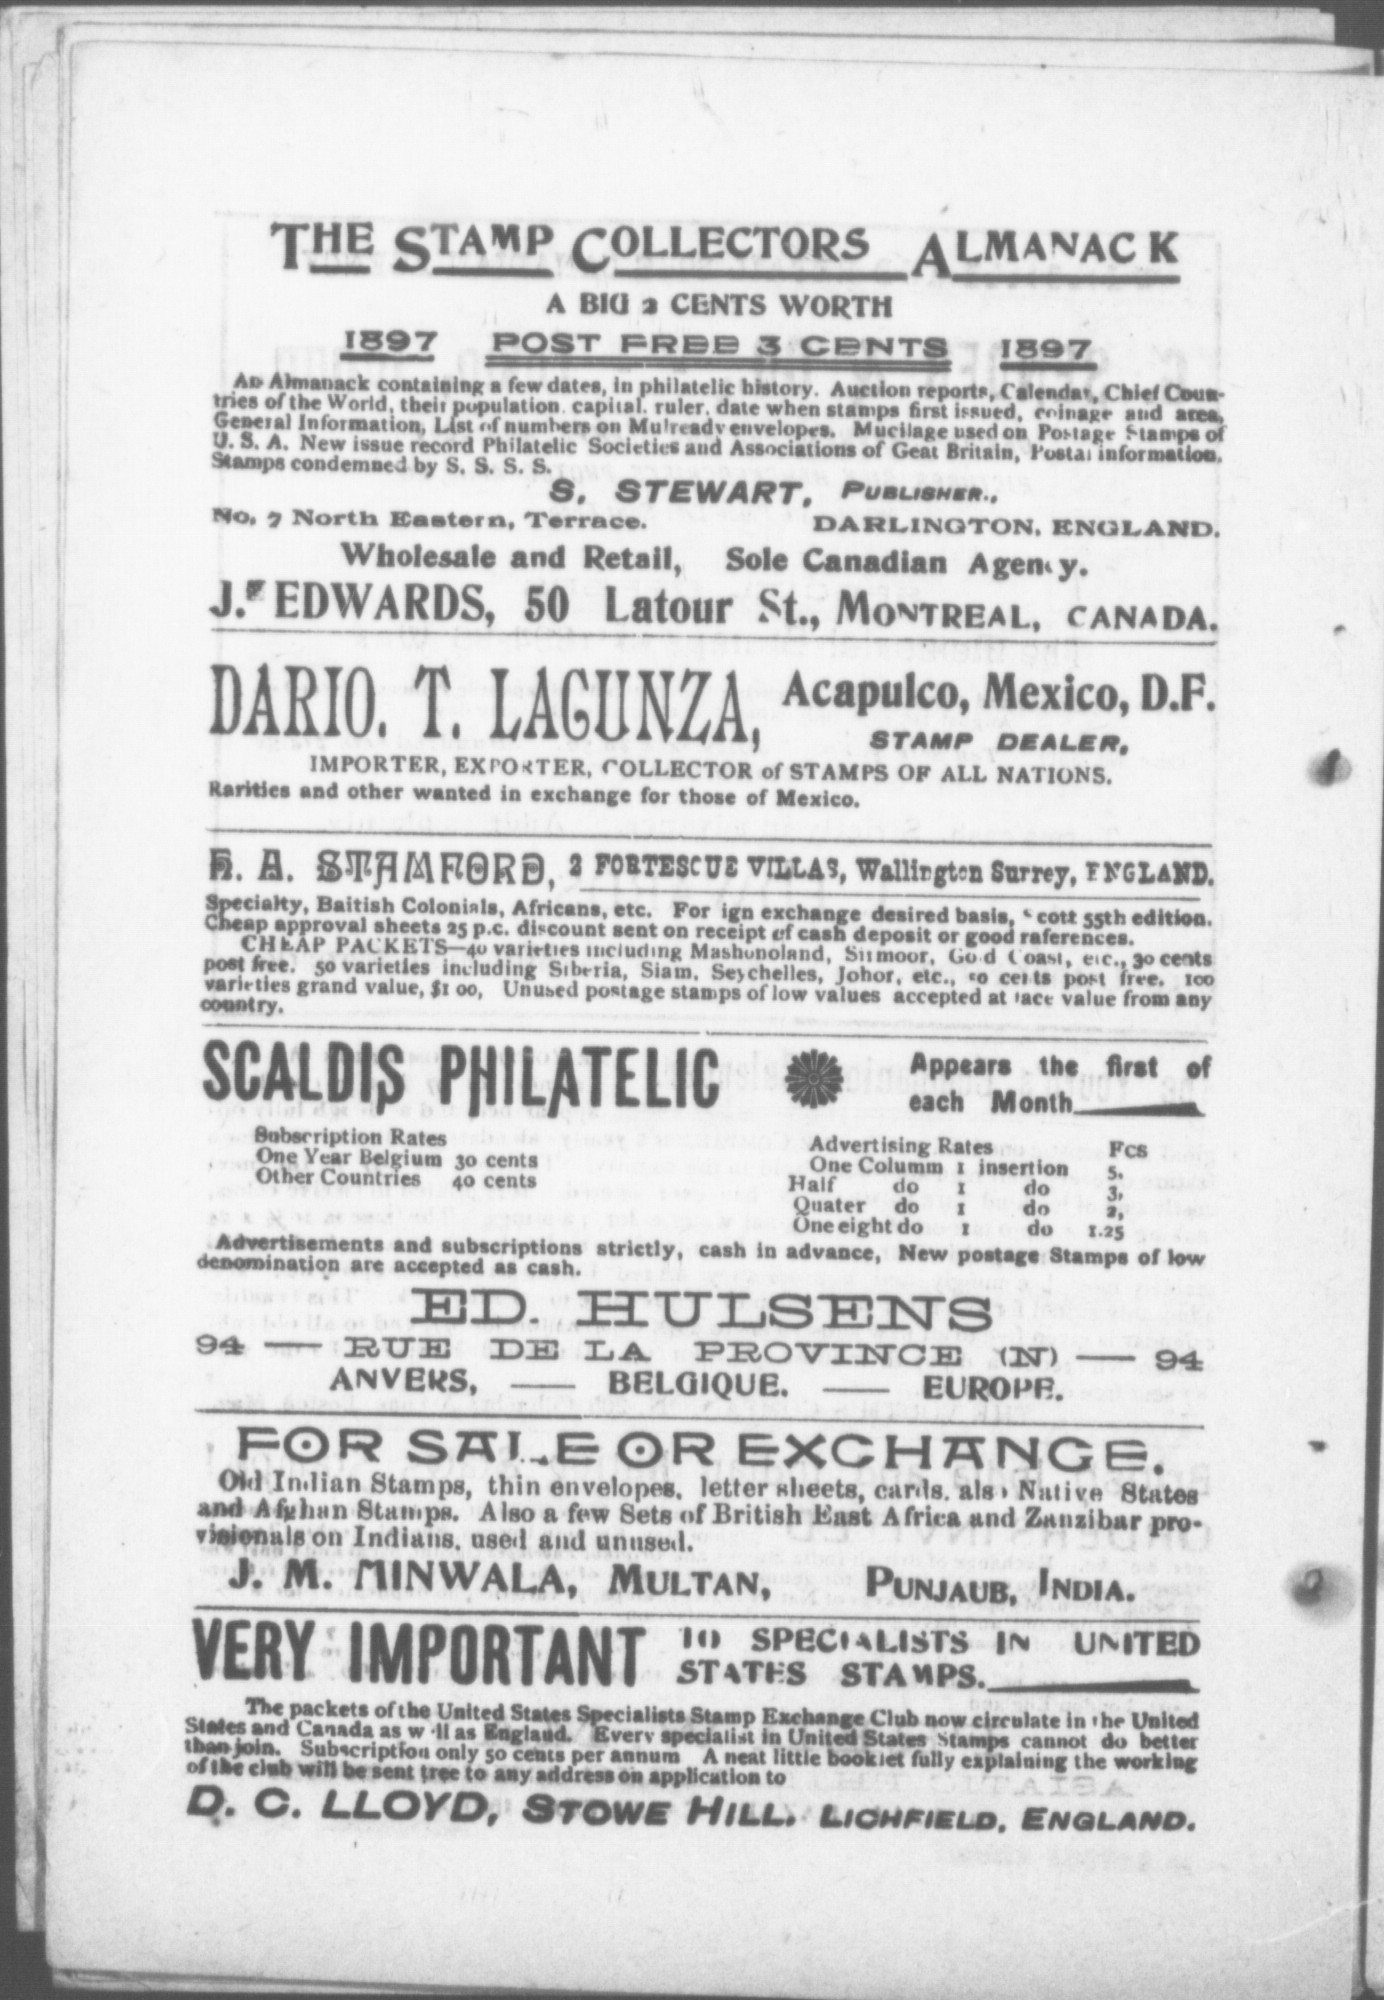 THE STAMP COLLECTORS ALMANACK
A BIG 2 CENTS WORTH
1897 POST FREE 3 CENTS 1897
An Almanack containing a few dates, in philatelic history. Auction reports, Calendar, Chief Coun-
tries of the World, their population, capital, ruler, date when stamps first issued, coinage and area,
General Information, List of numbers on Mulready envelopes. Mucilage used on Postage Stamps of
U. S. A. New issue record Philatelic Societies and Associations of Geat Britain, Postal information.
Stamps condemned by S. S. S. S.
S. STEWART, PUBLISHER.,
No, 7 North Eastern, Terrace. DARLINGTON, ENGLAND.
Wholesale and Retail, Sole Canadian Agency.
J. EDWARDS, 50 Latour St., MONTREAL, CANADA.
DARIO. T. LAGUNZA, Acapulco, Mexico, D.F.
STAMP DEALER,
IMPORTER, EXPORTER, COLLECTOR of STAMPS OF ALL NATIONS.
Rarities and other wanted in exchange for those of Mexico.
H. A. STAMFORD, 2 FORTESCUE VILLAS, Wallington Surrey, ENGLAND.
Specialty, Baitish Colonials, Africans, etc. For ign exchange desired basis, Scott 55th edition.
Cheap approval sheets 25 p.c. discount sent on receipt of cash deposit or good raferences.
CHEAP PACKETS—40 varieties including Mashonoland, Sirmoor, Gold Coast, etc., 30 cents
post free. 50 varieties including Siberia, Siam, Seychelles, Johor, etc., 50 cents post free. 100
varieties grand value, $1 00, Unused postage stamps of low values accepted at face value from any
country.
SCALDIS PHILATELIC Appears the first of
each Month
Subscription Rates
One Year Belgium 30 cents
Other Countries 40 cents
Advertising Rates Fcs
One Columm 1 insertion 5,
Half do 1 do 3,
Quater do 1 do 2,
One eight do 1 do 1.25
Advertisements and subscriptions strictly, cash in advance, New postage Stamps of low
denomination are accepted as cash.
ED. HULSENS
94 — RUE DE LA PROVINCE (N) — 94
ANVERS, — BELGIQUE. — EUROPE.
FOR SALE OR EXCHANGE.
Old Indian Stamps, thin envelopes, letter sheets, cards, also Native States
and Afghan Stamps. Also a few Sets of British East Africa and Zanzibar pro-
visionals on Indians, used and unused.
J. M. MINWALA, MULTAN, PUNJAUB, INDIA.
VERY IMPORTANT TO SPECIALISTS IN UNITED
STATES STAMPS.
The packets of the United States Specialists Stamp Exchange Club now circulate in the United
States and Canada as well as England. Every specialist in United States Stamps cannot do better
than join. Subscription only 50 cents per annum A neat little booklet fully explaining the working
of the club will be sent free to any address on application to
D. C. LLOYD, STOWE HILL, LICHFIELD, ENGLAND.